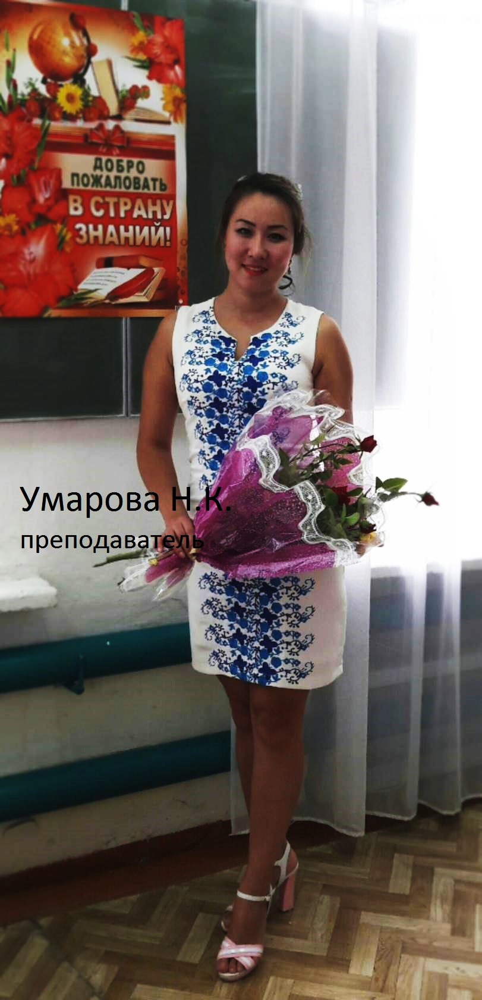 ДОБРО
ПОЖАЛОВАТЬ
В СТРАНУ
ЗНАНИЙ!
Умарова Н.К.
преподаватель